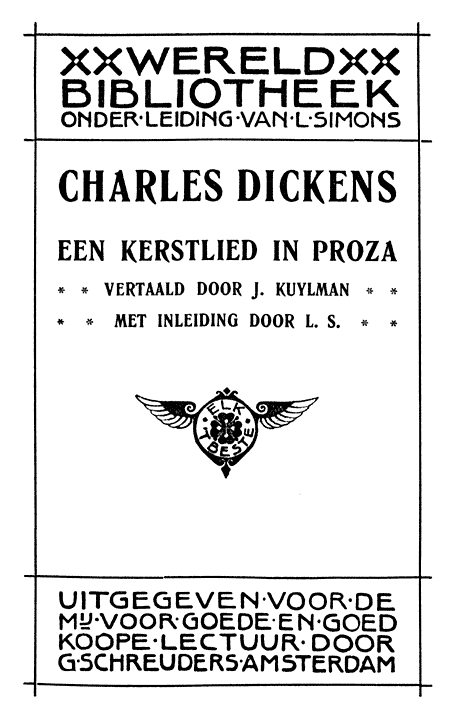 XXWERELDXX
BIBLIOTHEEK
ONDER·LEIDING·VAN·L·SIMONS
CHARLES DICKENS
EEN KERSTLIED IN PROZA
* * VERTAALD DOOR J. KUYLMAN * *
* * MET INLEIDING DOOR L. S. * *
ELK
'T BESTE
UITGEGEVEN·VOOR·DE
MIJ·VOOR·GOEDE·EN·GOED
KOOPE·LECTUUR·DOOR
G·SCHREUDERS·AMSTERDAM